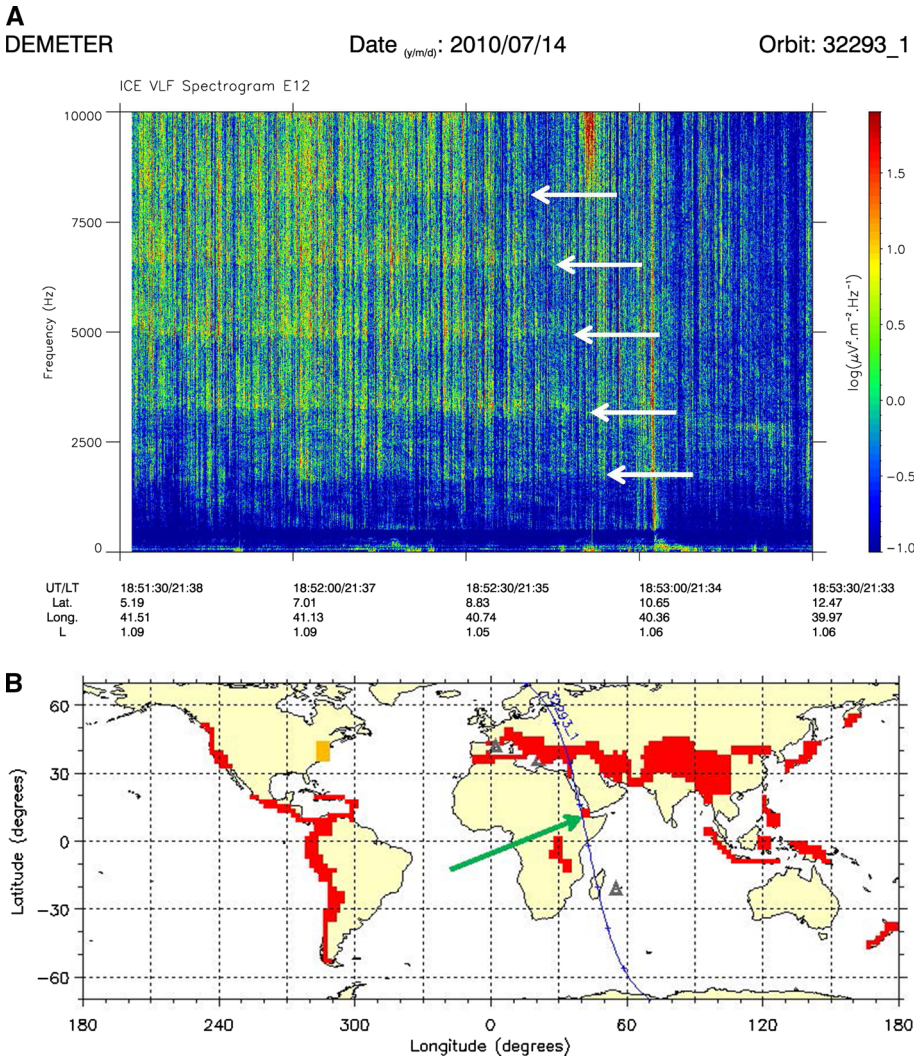 A
DEMETER Date (y/m/d): 2010/07/14 Orbit: 32293_1
ICE VLF Spectrogram E12
10000
7500
5000
2500
0
Frequency (Hz)
1.5
1.0
0.5
0.0
-0.5
-1.0
log(μV².m⁻².Hz⁻¹)
UT/LT 18:51:30/21:38 18:52:00/21:37 18:52:30/21:35 18:53:00/21:34 18:53:30/21:33
Lat. 5.19 7.01 8.83 10.65 12.47
Long. 41.51 41.13 40.74 40.36 39.97
L 1.09 1.09 1.05 1.06 1.06
B
60
30
0
−30
−60
Latitude (degrees)
180 240 300 0 60 120 180
Longitude (degrees)